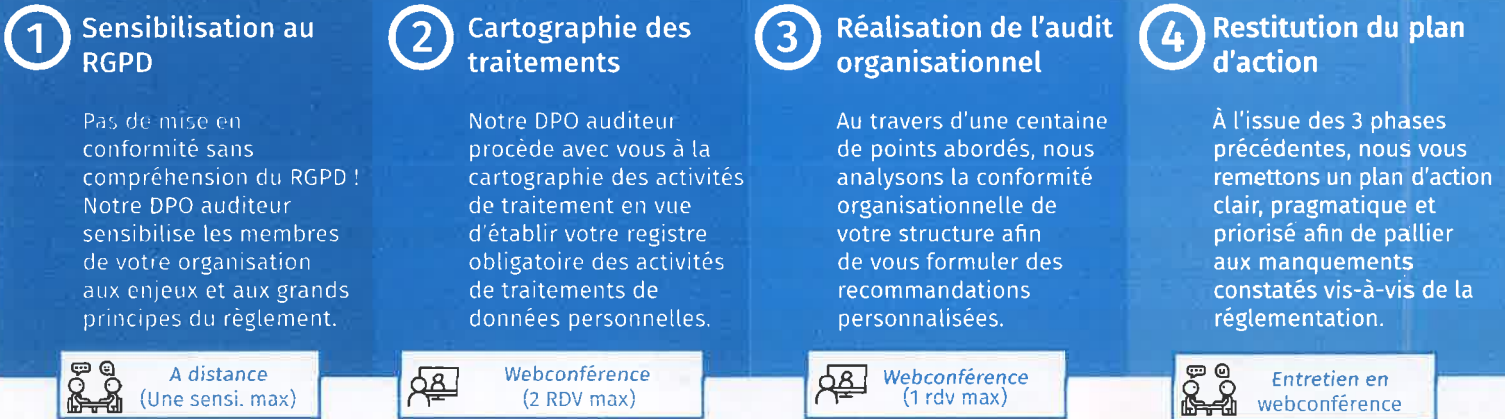 1 Sensibilisation au
RGPD
Pas de mise en
conformité sans
compréhension du RGPD !
Notre DPO auditeur
sensibilise les membres
de votre organisation
aux enjeux et aux grands
principes du règlement.
A distance
(Une sensi. max)
2 Cartographie des
traitements
Notre DPO auditeur
procède avec vous à la
cartographie des activités
de traitement en vue
d'établir votre registre
obligatoire des activités
de traitements de
données personnelles.
Webconférence
(2 RDV max)
3 Réalisation de l'audit
organisationnel
Au travers d'une centaine
de points abordés, nous
analysons la conformité
organisationnelle de
votre structure afin
de vous formuler des
recommandations
personnalisées.
Webconférence
(1 rdv max)
4 Restitution du plan
d'action
À l'issue des 3 phases
précédentes, nous vous
remettons un plan d'action
clair, pragmatique et
priorisé afin de pallier
aux manquements
constatés vis-à-vis de la
réglementation.
Entretien en
webconférence